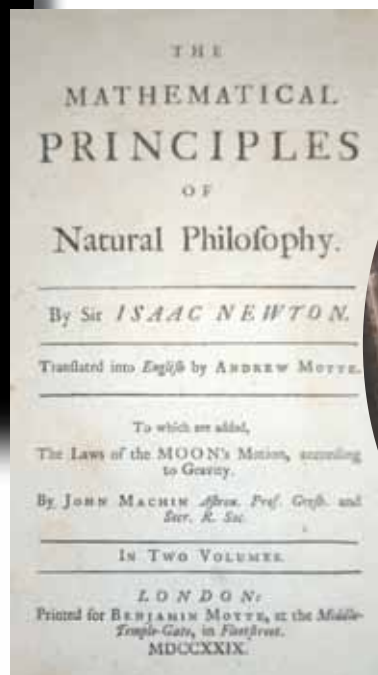 THE
MATHEMATICAL
PRINCIPLES
OF
Natural Philoſophy.
By Sir ISAAC NEWTON.
Tranſlated into Engliſh by ANDREW MOTTE.
To which are added,
The Laws of the MOON's Motion, according
to Gravity.
By JOHN MACHIN Aſtron. Prof. Greſh. and
Secr. R. Soc.
IN TWO VOLUMES.
LONDON:
Printed for BENJAMIN MOTTE, at the Middle-
Temple-Gate, in Fleetſtreet.
MDCCXXIX.